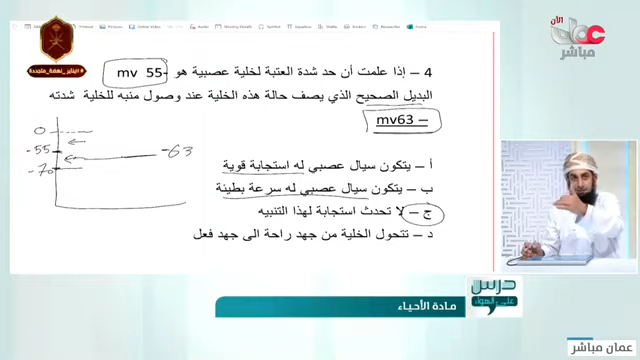 الآن
عمان
مباشر
#يناير_نهضة_متجددة
4 – إذا علمت أن حد شدة العتبة لخلية عصبية هو 55- mv
البديل الصحيح الذي يصف حالة هذه الخلية عند وصول منبه للخلية شدته
mv63 –
أ – يتكون سيال عصبي له استجابة قوية
ب – يتكون سيال عصبي له سرعة بطيئة
ج – لا تحدث استجابة لهذا التنبيه
د – تتحول الخلية من جهد راحة الى جهد فعل
0
-55
-63
-70
درس
على الهواء
مادة الأحياء
عمان مباشر